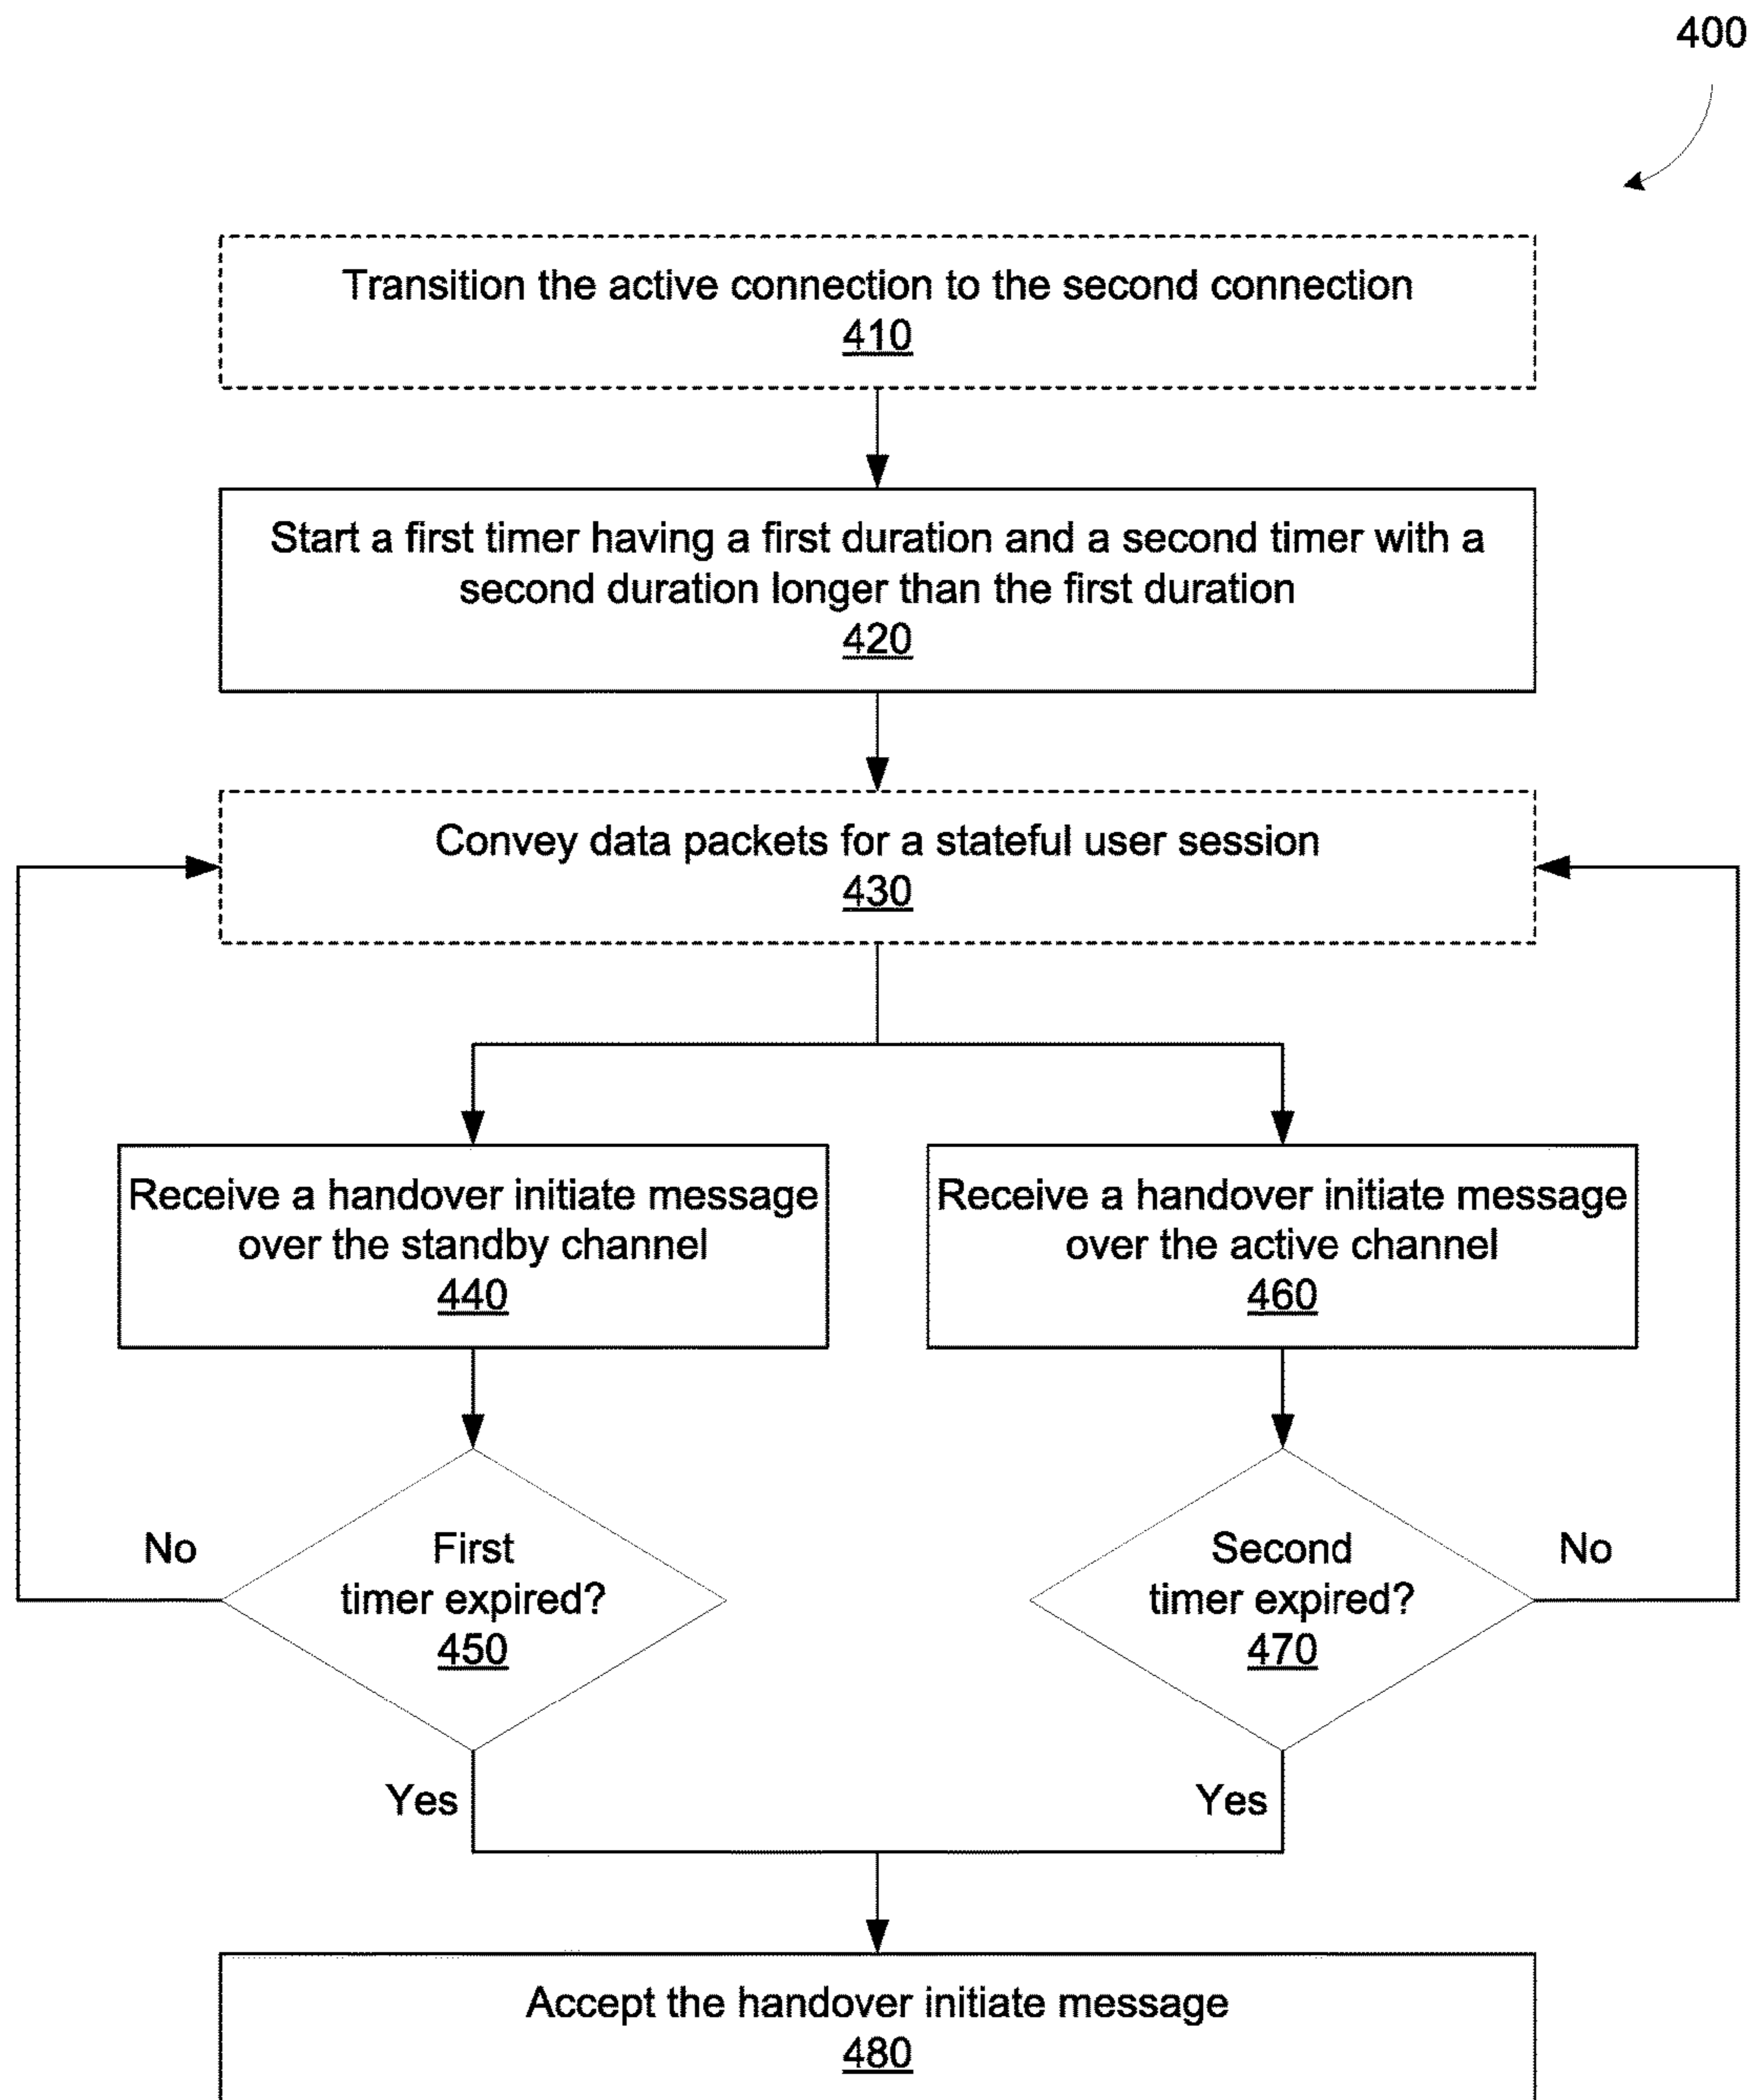 400
Transition the active connection to the second connection
410
Start a first timer having a first duration and a second timer with a
second duration longer than the first duration
420
Convey data packets for a stateful user session
430
Receive a handover initiate message
over the standby channel
440
Receive a handover initiate message
over the active channel
460
No
First
timer expired?
450
Second
timer expired?
470
No
Yes
Yes
Accept the handover initiate message
480